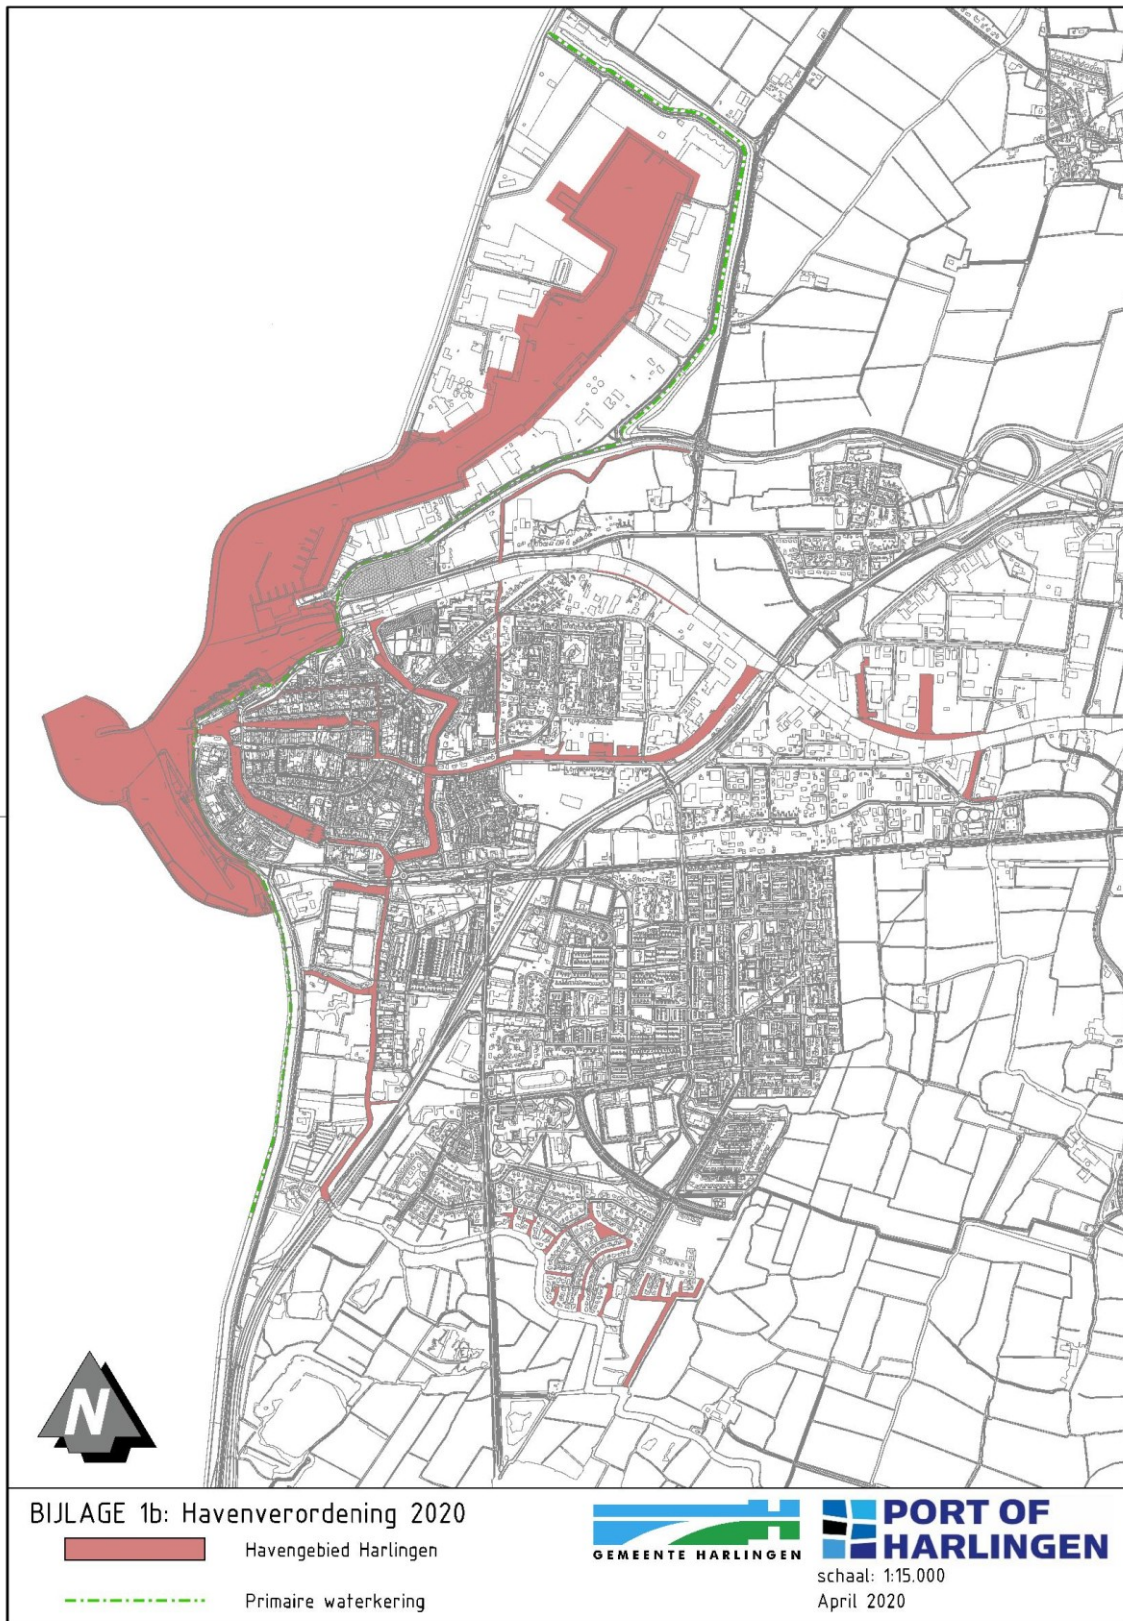 N
BIJLAGE 1b: Havenverordening 2020
Havengebied Harlingen
Primaire waterkering
GEMEENTE HARLINGEN
PORT OF
HARLINGEN
schaal: 1:15.000
April 2020